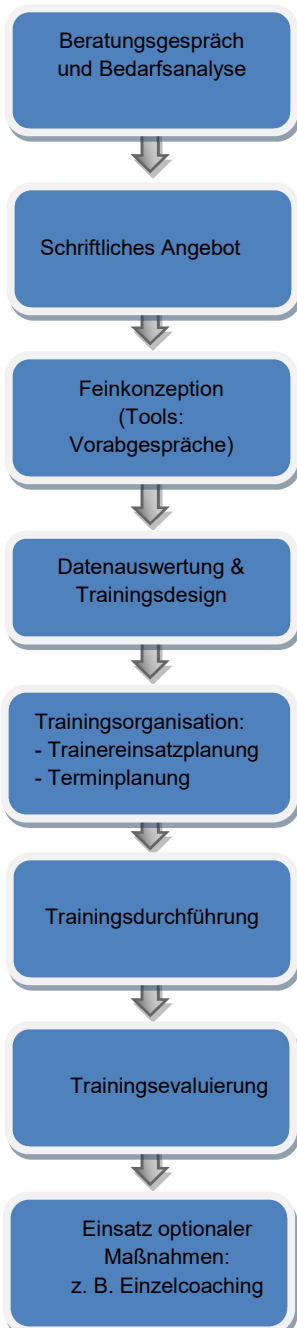 Beratungsgespräch
und Bedarfsanalyse
Schriftliches Angebot
Feinkonzeption
(Tools:
Vorabgespräche)
Datenauswertung &
Trainingsdesign
Trainingsorganisation:
- Trainereinsatzplanung
- Terminplanung
Trainingsdurchführung
Trainingsevaluierung
Einsatz optionaler
Maßnahmen:
z. B. Einzelcoaching